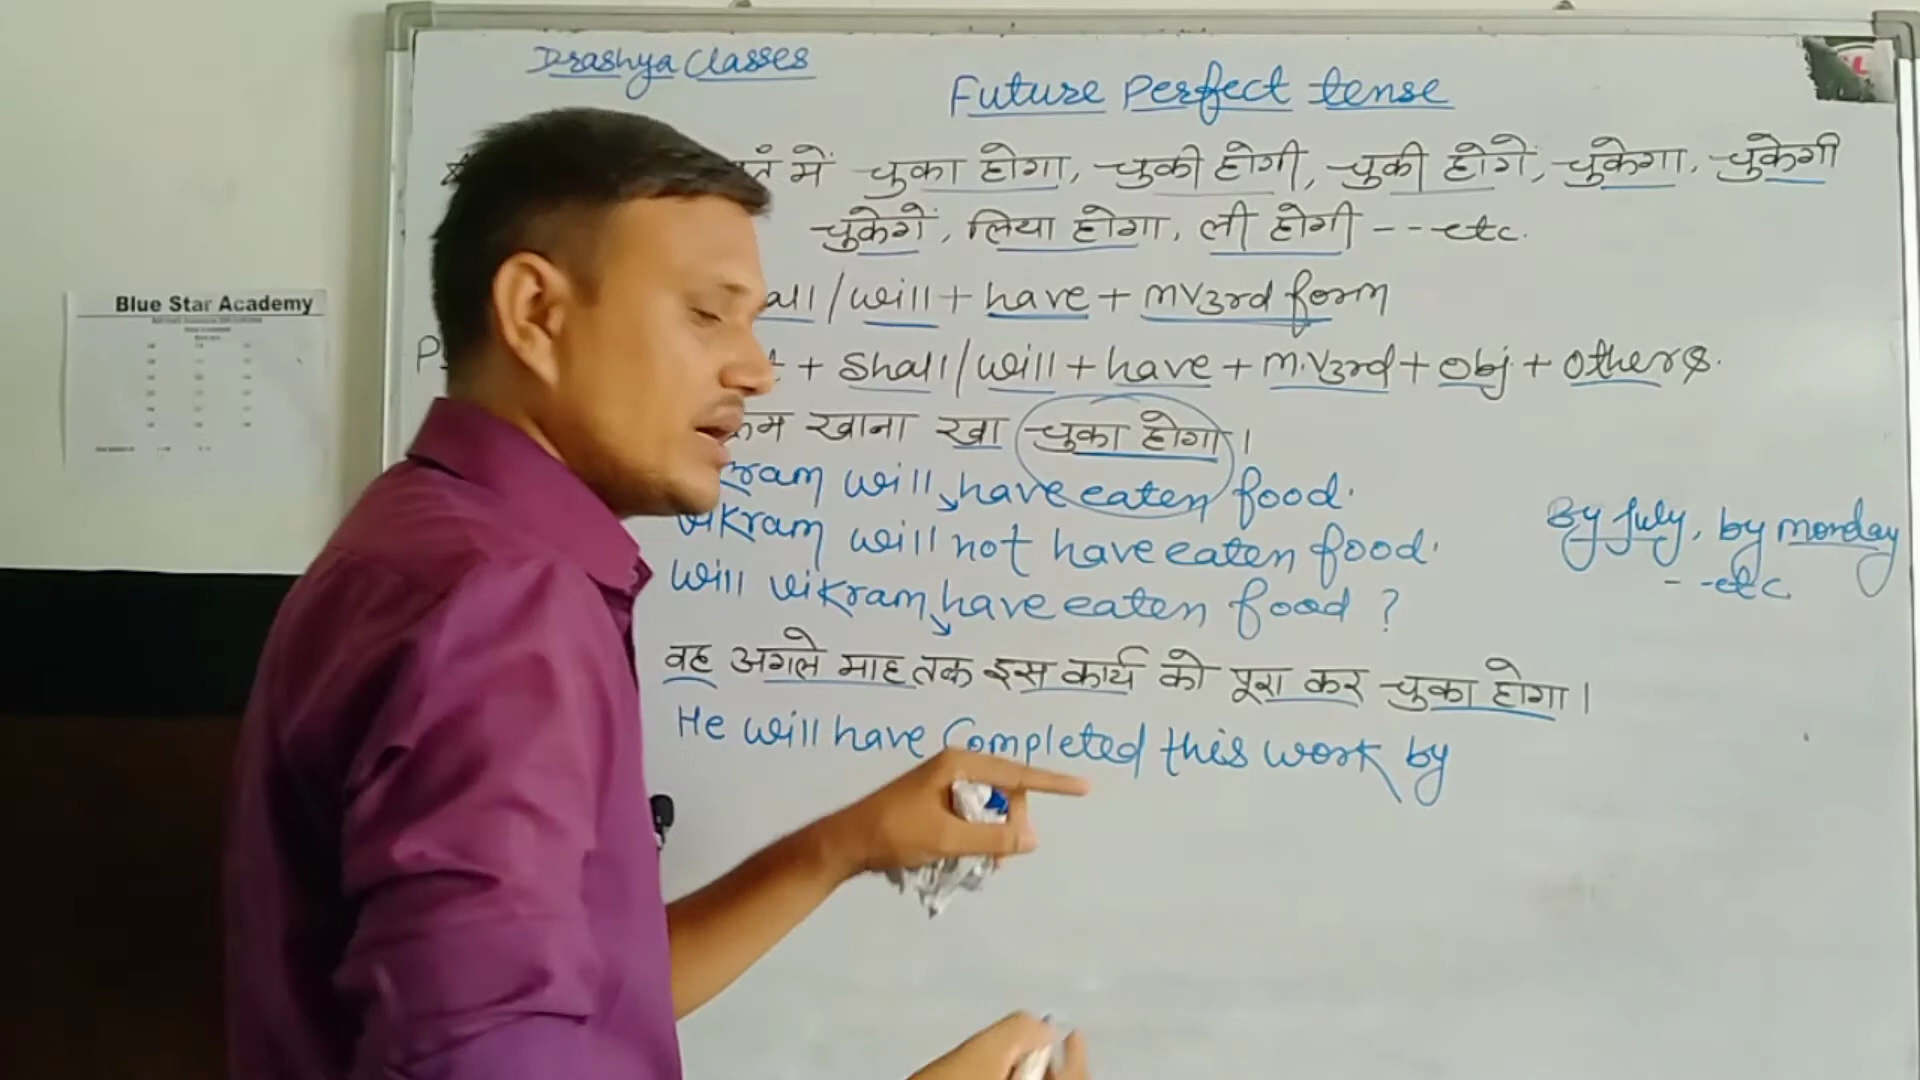 Drashya Classes
Future Perfect tense
में चुका होगा, चुकी होगी, चुकी होगें, चुकेगा, चुकेगी
चुकेगें, लिया होगा, ली होगी ---etc.
/will + have + MV3rd form
+ Shall/will + have + M.V3rd + Obj + Others.
खाना खा चुका होगा।
will have eaten food.
Vikram will not have eaten food.
Will Vikram have eaten food ?
By July, by monday
--etc
वह अगले माह तक इस कार्य को पूरा कर चुका होगा।
He will have Completed this work by
Blue Star Academy